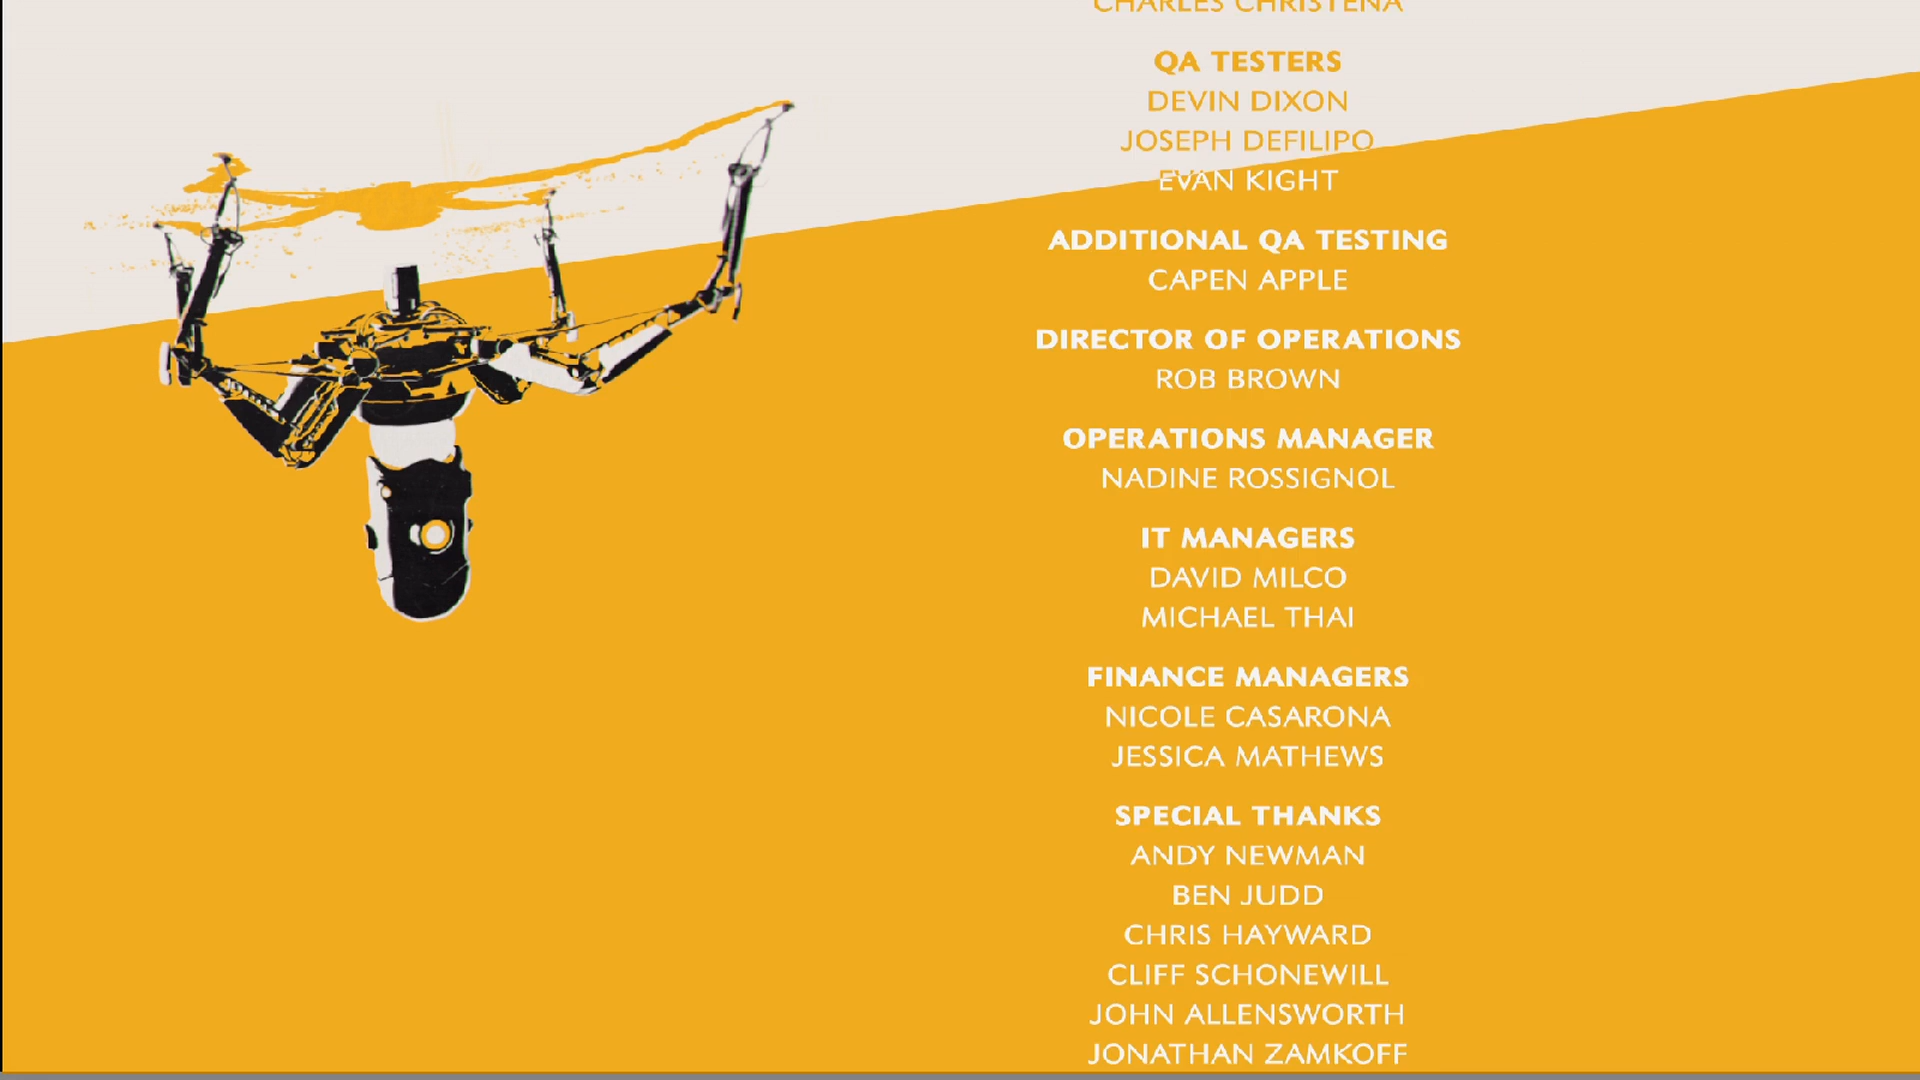 CHARLES CHRISTENA
QA TESTERS
DEVIN DIXON
JOSEPH DEFILIPO
EVAN KIGHT
ADDITIONAL QA TESTING
CAPEN APPLE
DIRECTOR OF OPERATIONS
ROB BROWN
OPERATIONS MANAGER
NADINE ROSSIGNOL
IT MANAGERS
DAVID MILCO
MICHAEL THAI
FINANCE MANAGERS
NICOLE CASARONA
JESSICA MATHEWS
SPECIAL THANKS
ANDY NEWMAN
BEN JUDD
CHRIS HAYWARD
CLIFF SCHONEWILL
JOHN ALLENSWORTH
JONATHAN ZAMKOFF